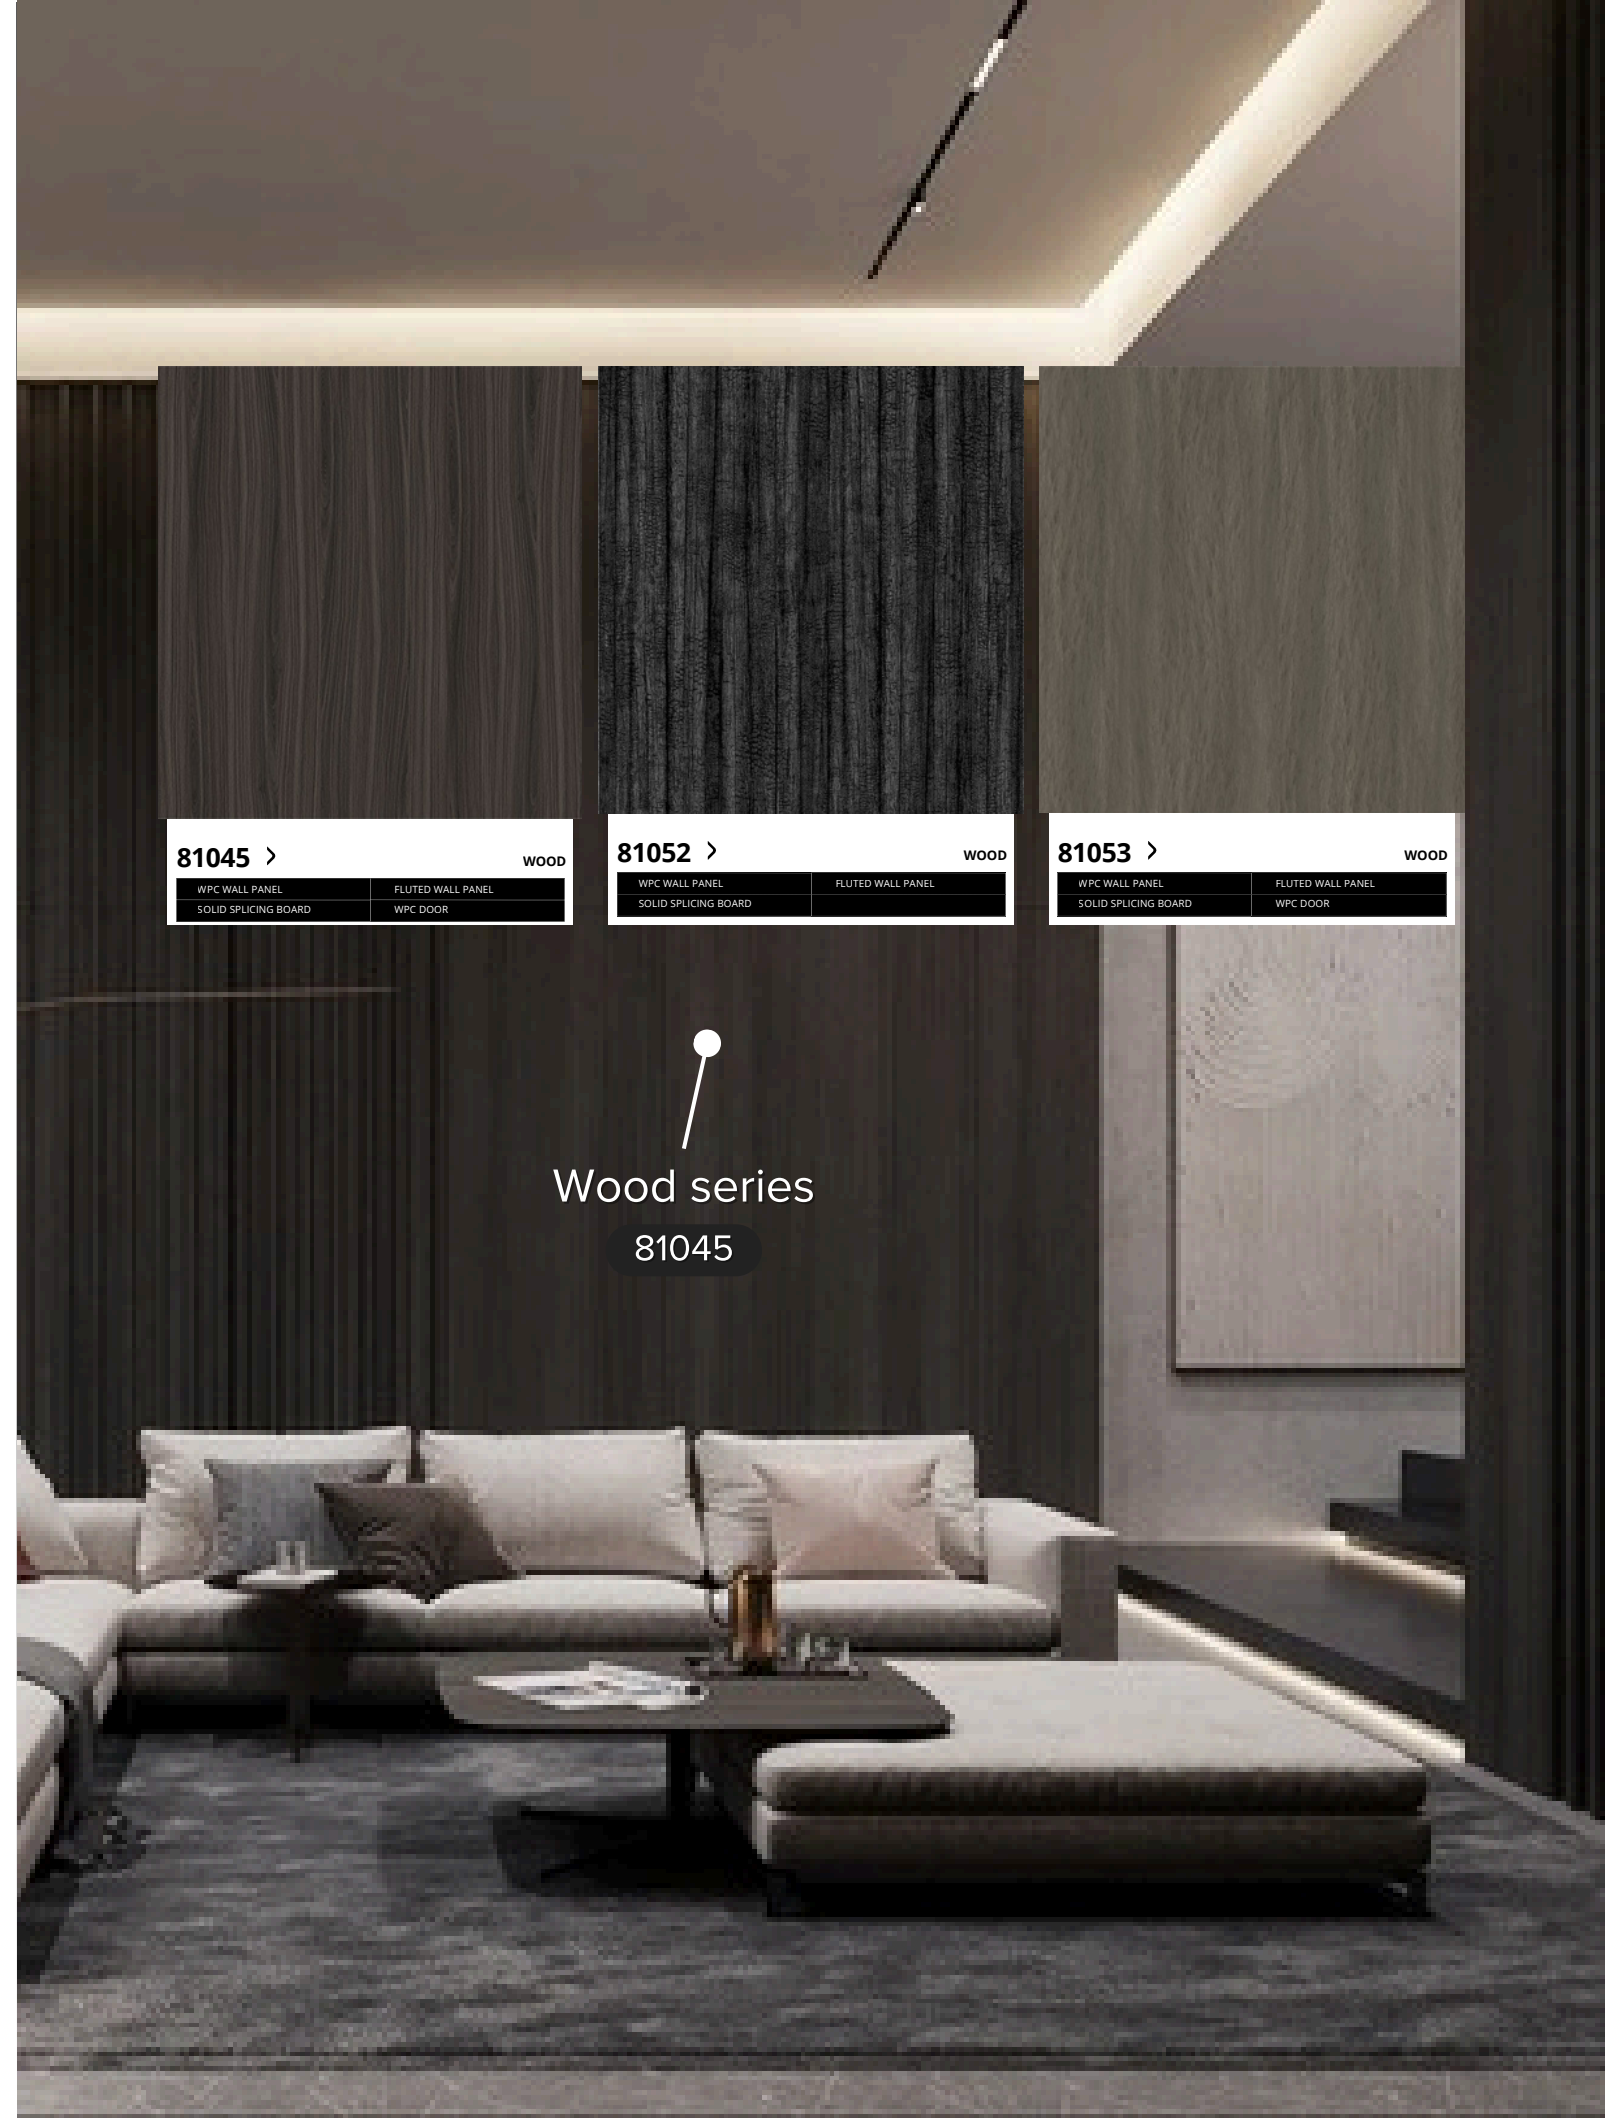 81045 > WOOD
WPC WALL PANEL FLUTED WALL PANEL
SOLID SPLICING BOARD WPC DOOR
81052 > WOOD
WPC WALL PANEL FLUTED WALL PANEL
SOLID SPLICING BOARD
81053 > WOOD
WPC WALL PANEL FLUTED WALL PANEL
SOLID SPLICING BOARD WPC DOOR
Wood series
81045